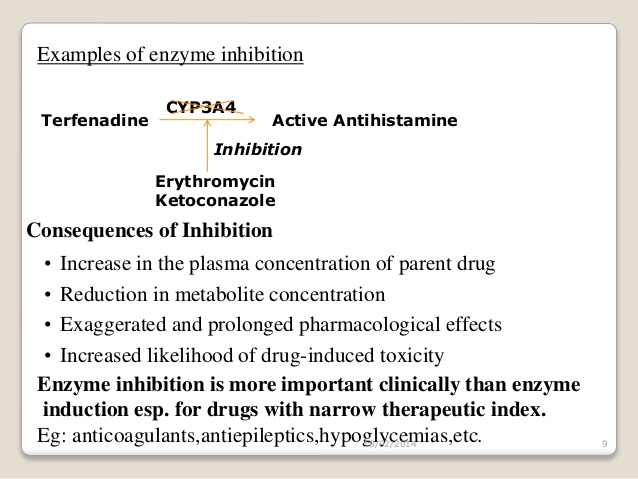 Examples of enzyme inhibition
CYP3A4
Terfenadine
Active Antihistamine
Inhibition
Erythromycin
Ketoconazole
Consequences of Inhibition
• Increase in the plasma concentration of parent drug
• Reduction in metabolite concentration
• Exaggerated and prolonged pharmacological effects
• Increased likelihood of drug-induced toxicity
Enzyme inhibition is more important clinically than enzyme
induction esp. for drugs with narrow therapeutic index.
Eg: anticoagulants,antiepileptics,hypoglycemias,etc.
9